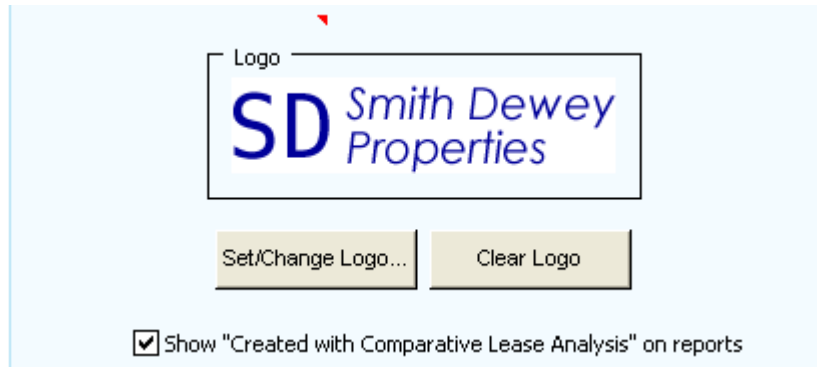 Logo
SD Smith Dewey
Properties
Set/Change Logo... Clear Logo
Show "Created with Comparative Lease Analysis" on reports